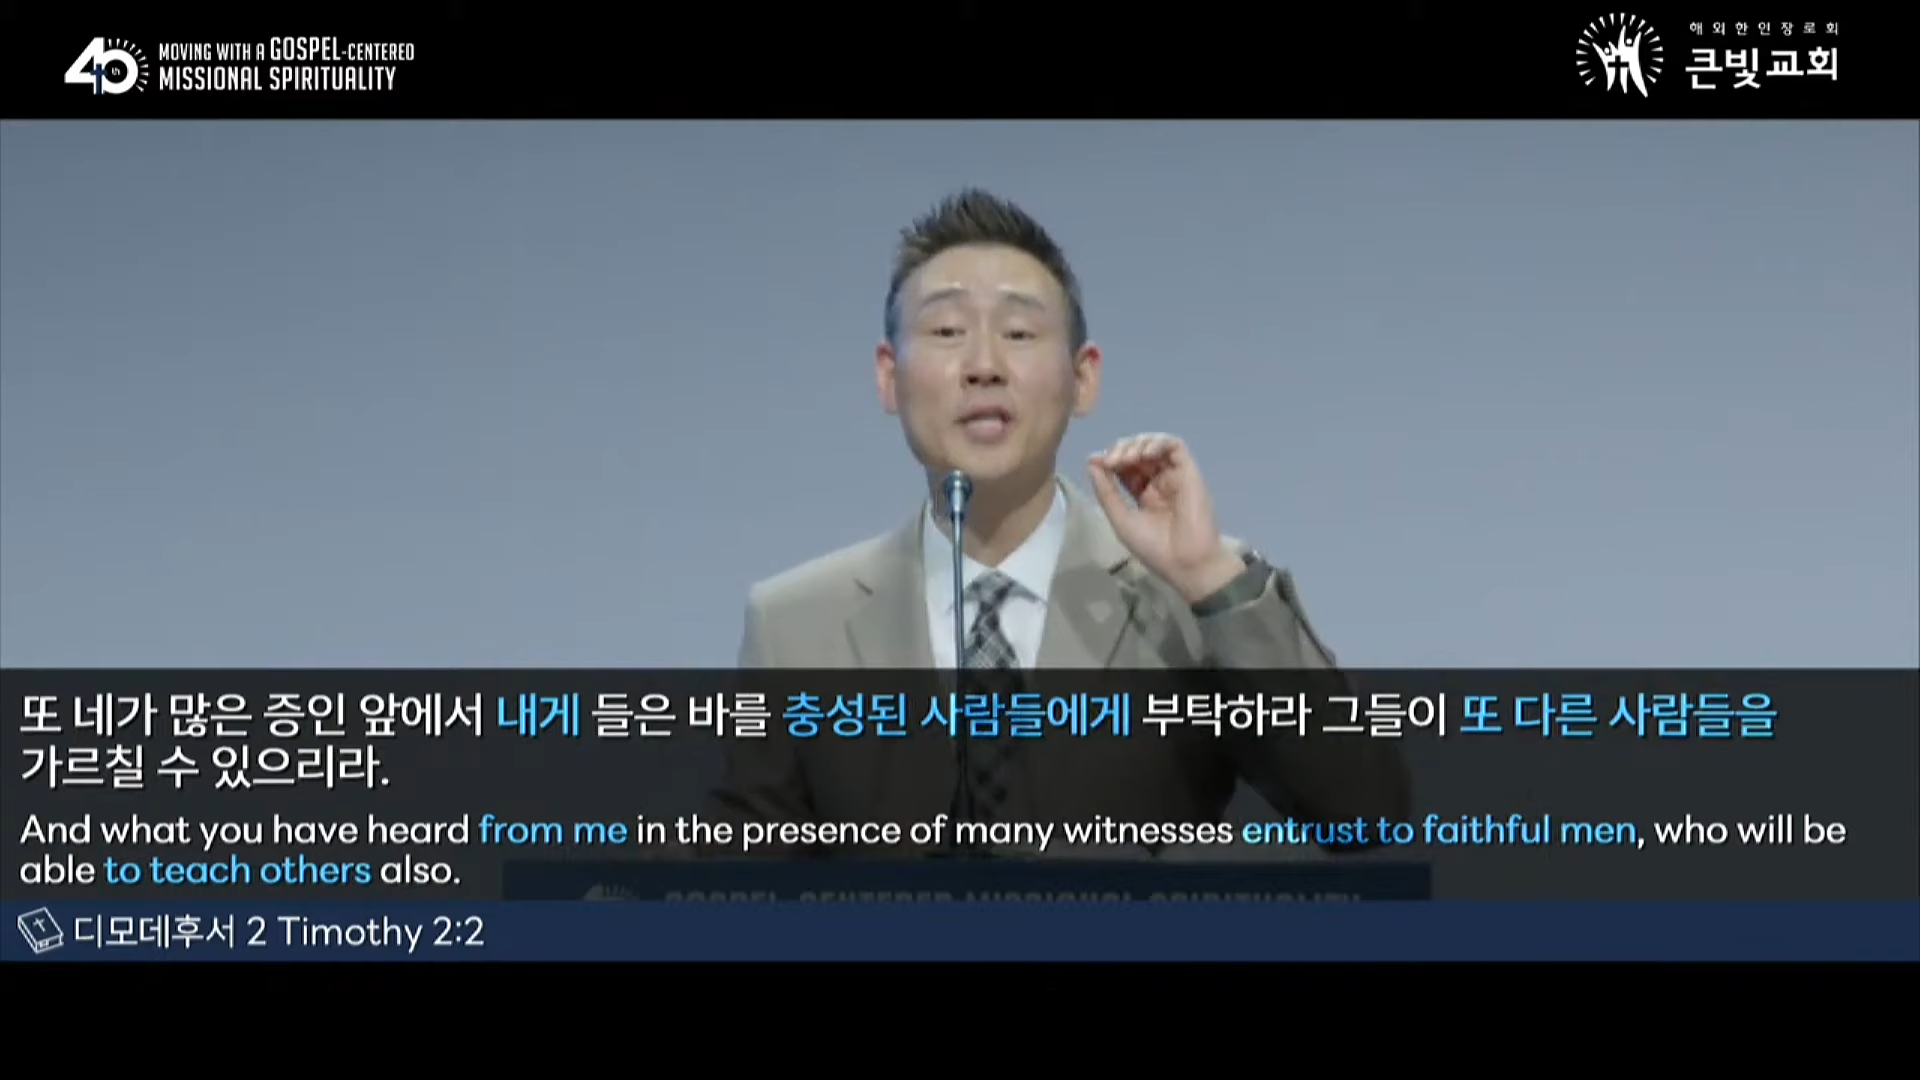 40th
MOVING WITH A GOSPEL-CENTERED
MISSIONAL SPIRITUALITY
해외한인장로회
큰빛교회
또 네가 많은 증인 앞에서 내게 들은 바를 충성된 사람들에게 부탁하라 그들이 또 다른 사람들을
가르칠 수 있으리라.
And what you have heard from me in the presence of many witnesses entrust to faithful men, who will be
able to teach others also.
GOSPEL-CENTERED MISSIONAL SPIRITUALITY
디모데후서 2 Timothy 2:2